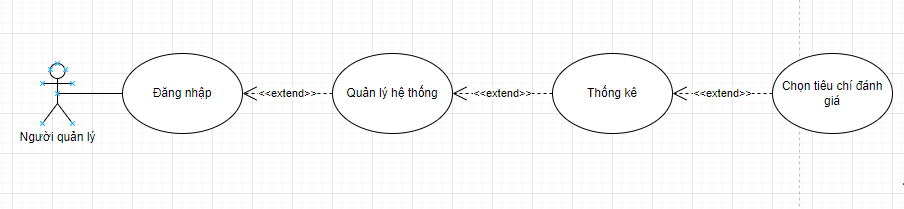 Đăng nhập
<<extend>>
Quản lý hệ thống
<<extend>>
Thống kê
<<extend>>
Chọn tiêu chí đánh
giá
Người quản lý